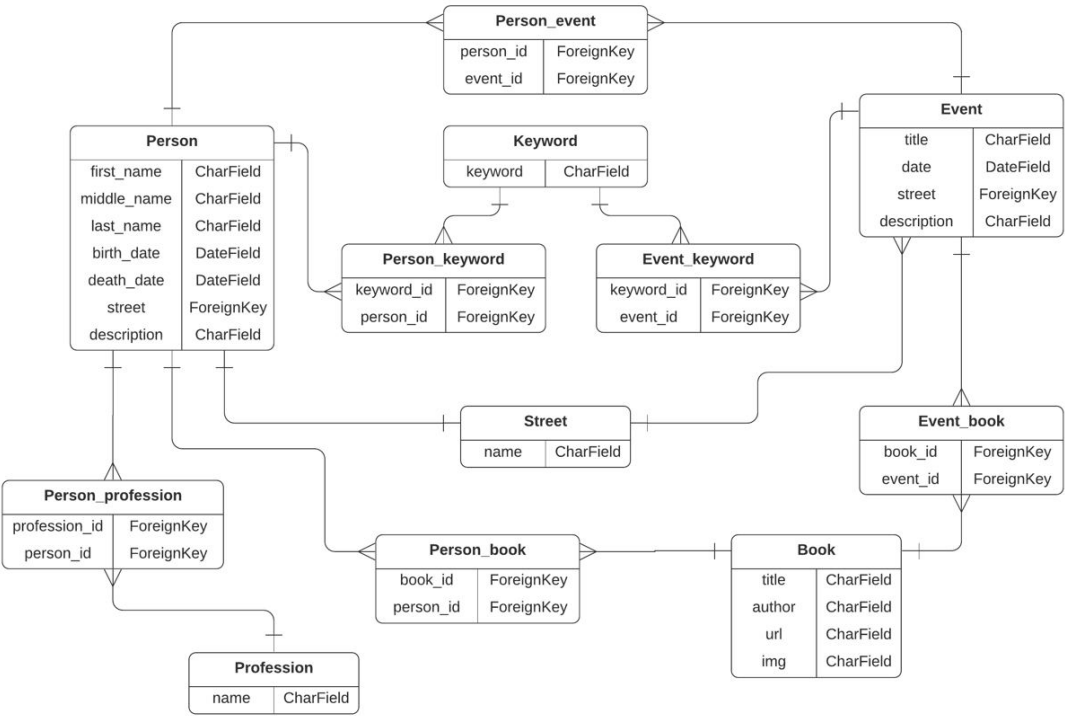 Person_event
person_id ForeignKey
event_id ForeignKey
Person
first_name CharField
middle_name CharField
last_name CharField
birth_date DateField
death_date DateField
street ForeignKey
description CharField
Keyword
keyword CharField
Event
title CharField
date DateField
street ForeignKey
description CharField
Person_keyword
keyword_id ForeignKey
person_id ForeignKey
Event_keyword
keyword_id ForeignKey
event_id ForeignKey
Street
name CharField
Event_book
book_id ForeignKey
event_id ForeignKey
Person_profession
profession_id ForeignKey
person_id ForeignKey
Person_book
book_id ForeignKey
person_id ForeignKey
Book
title CharField
author CharField
url CharField
img CharField
Profession
name CharField